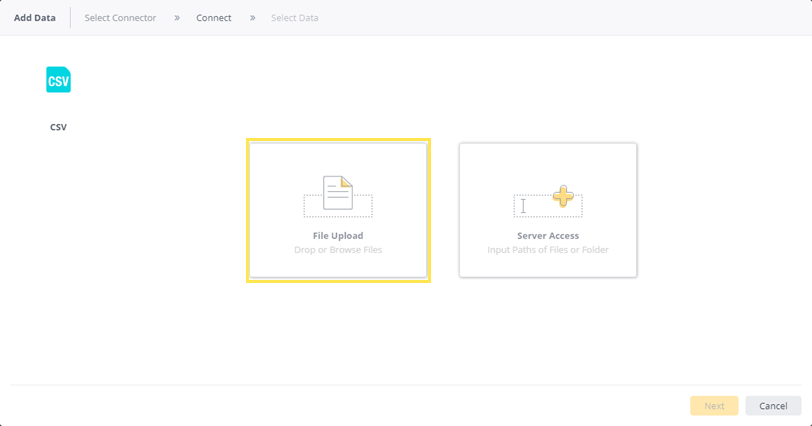 Add Data Select Connector » Connect » Select Data
CSV
CSV
File Upload
Drop or Browse Files
Server Access
Input Paths of Files or Folder
Next Cancel